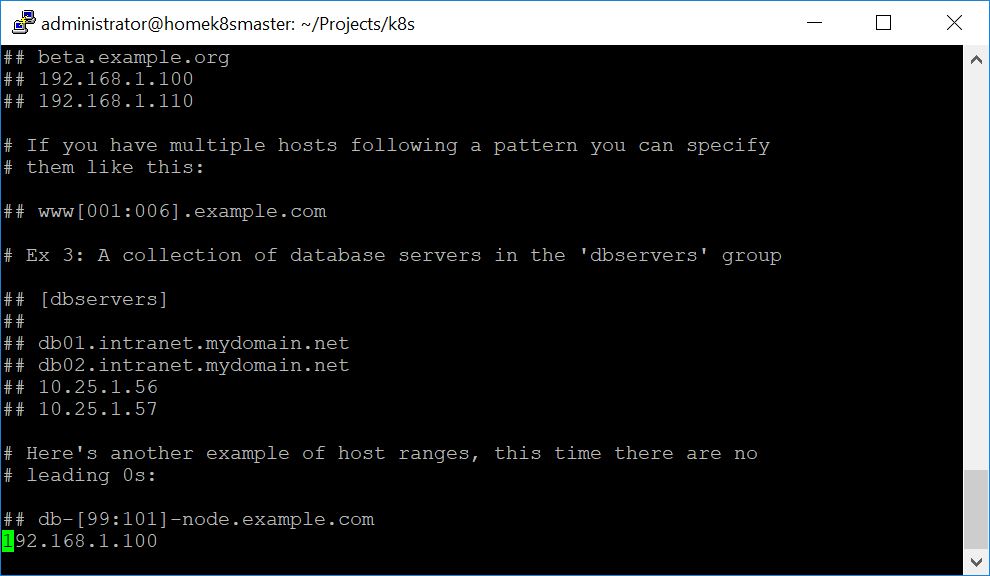 administrator@homek8smaster: ~/Projects/k8s
## beta.example.org
## 192.168.1.100
## 192.168.1.110
# If you have multiple hosts following a pattern you can specify
# them like this:
## www[001:006].example.com
# Ex 3: A collection of database servers in the 'dbservers' group
## [dbservers]
##
## db01.intranet.mydomain.net
## db02.intranet.mydomain.net
## 10.25.1.56
## 10.25.1.57
# Here's another example of host ranges, this time there are no
# leading 0s:
## db-[99:101]-node.example.com
192.168.1.100